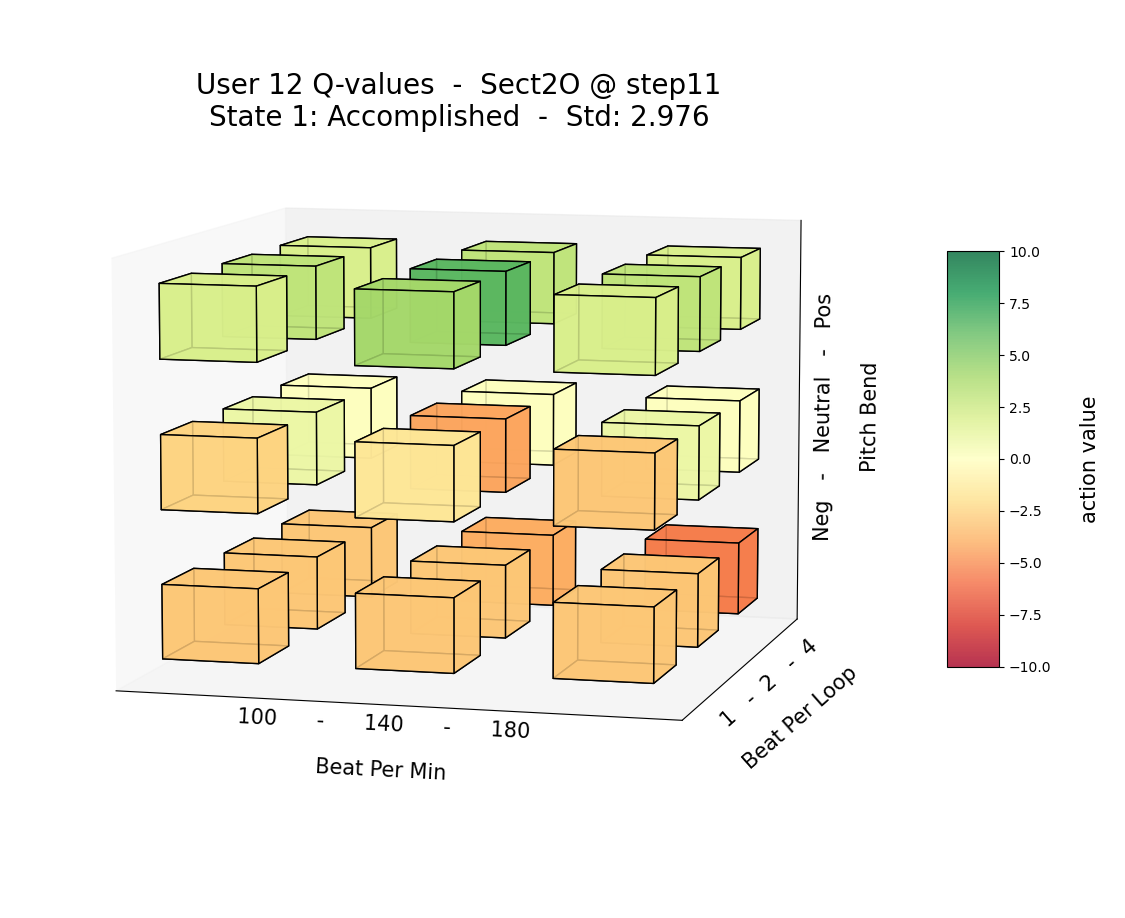 User 12 Q-values - Sect2O @ step11
State 1: Accomplished - Std: 2.976
Neg - Neutral - Pos
Pitch Bend
100 - 140 - 180
Beat Per Min
1 - 2 - 4
Beat Per Loop
10.0
7.5
5.0
2.5
0.0
−2.5
−5.0
−7.5
−10.0
action value